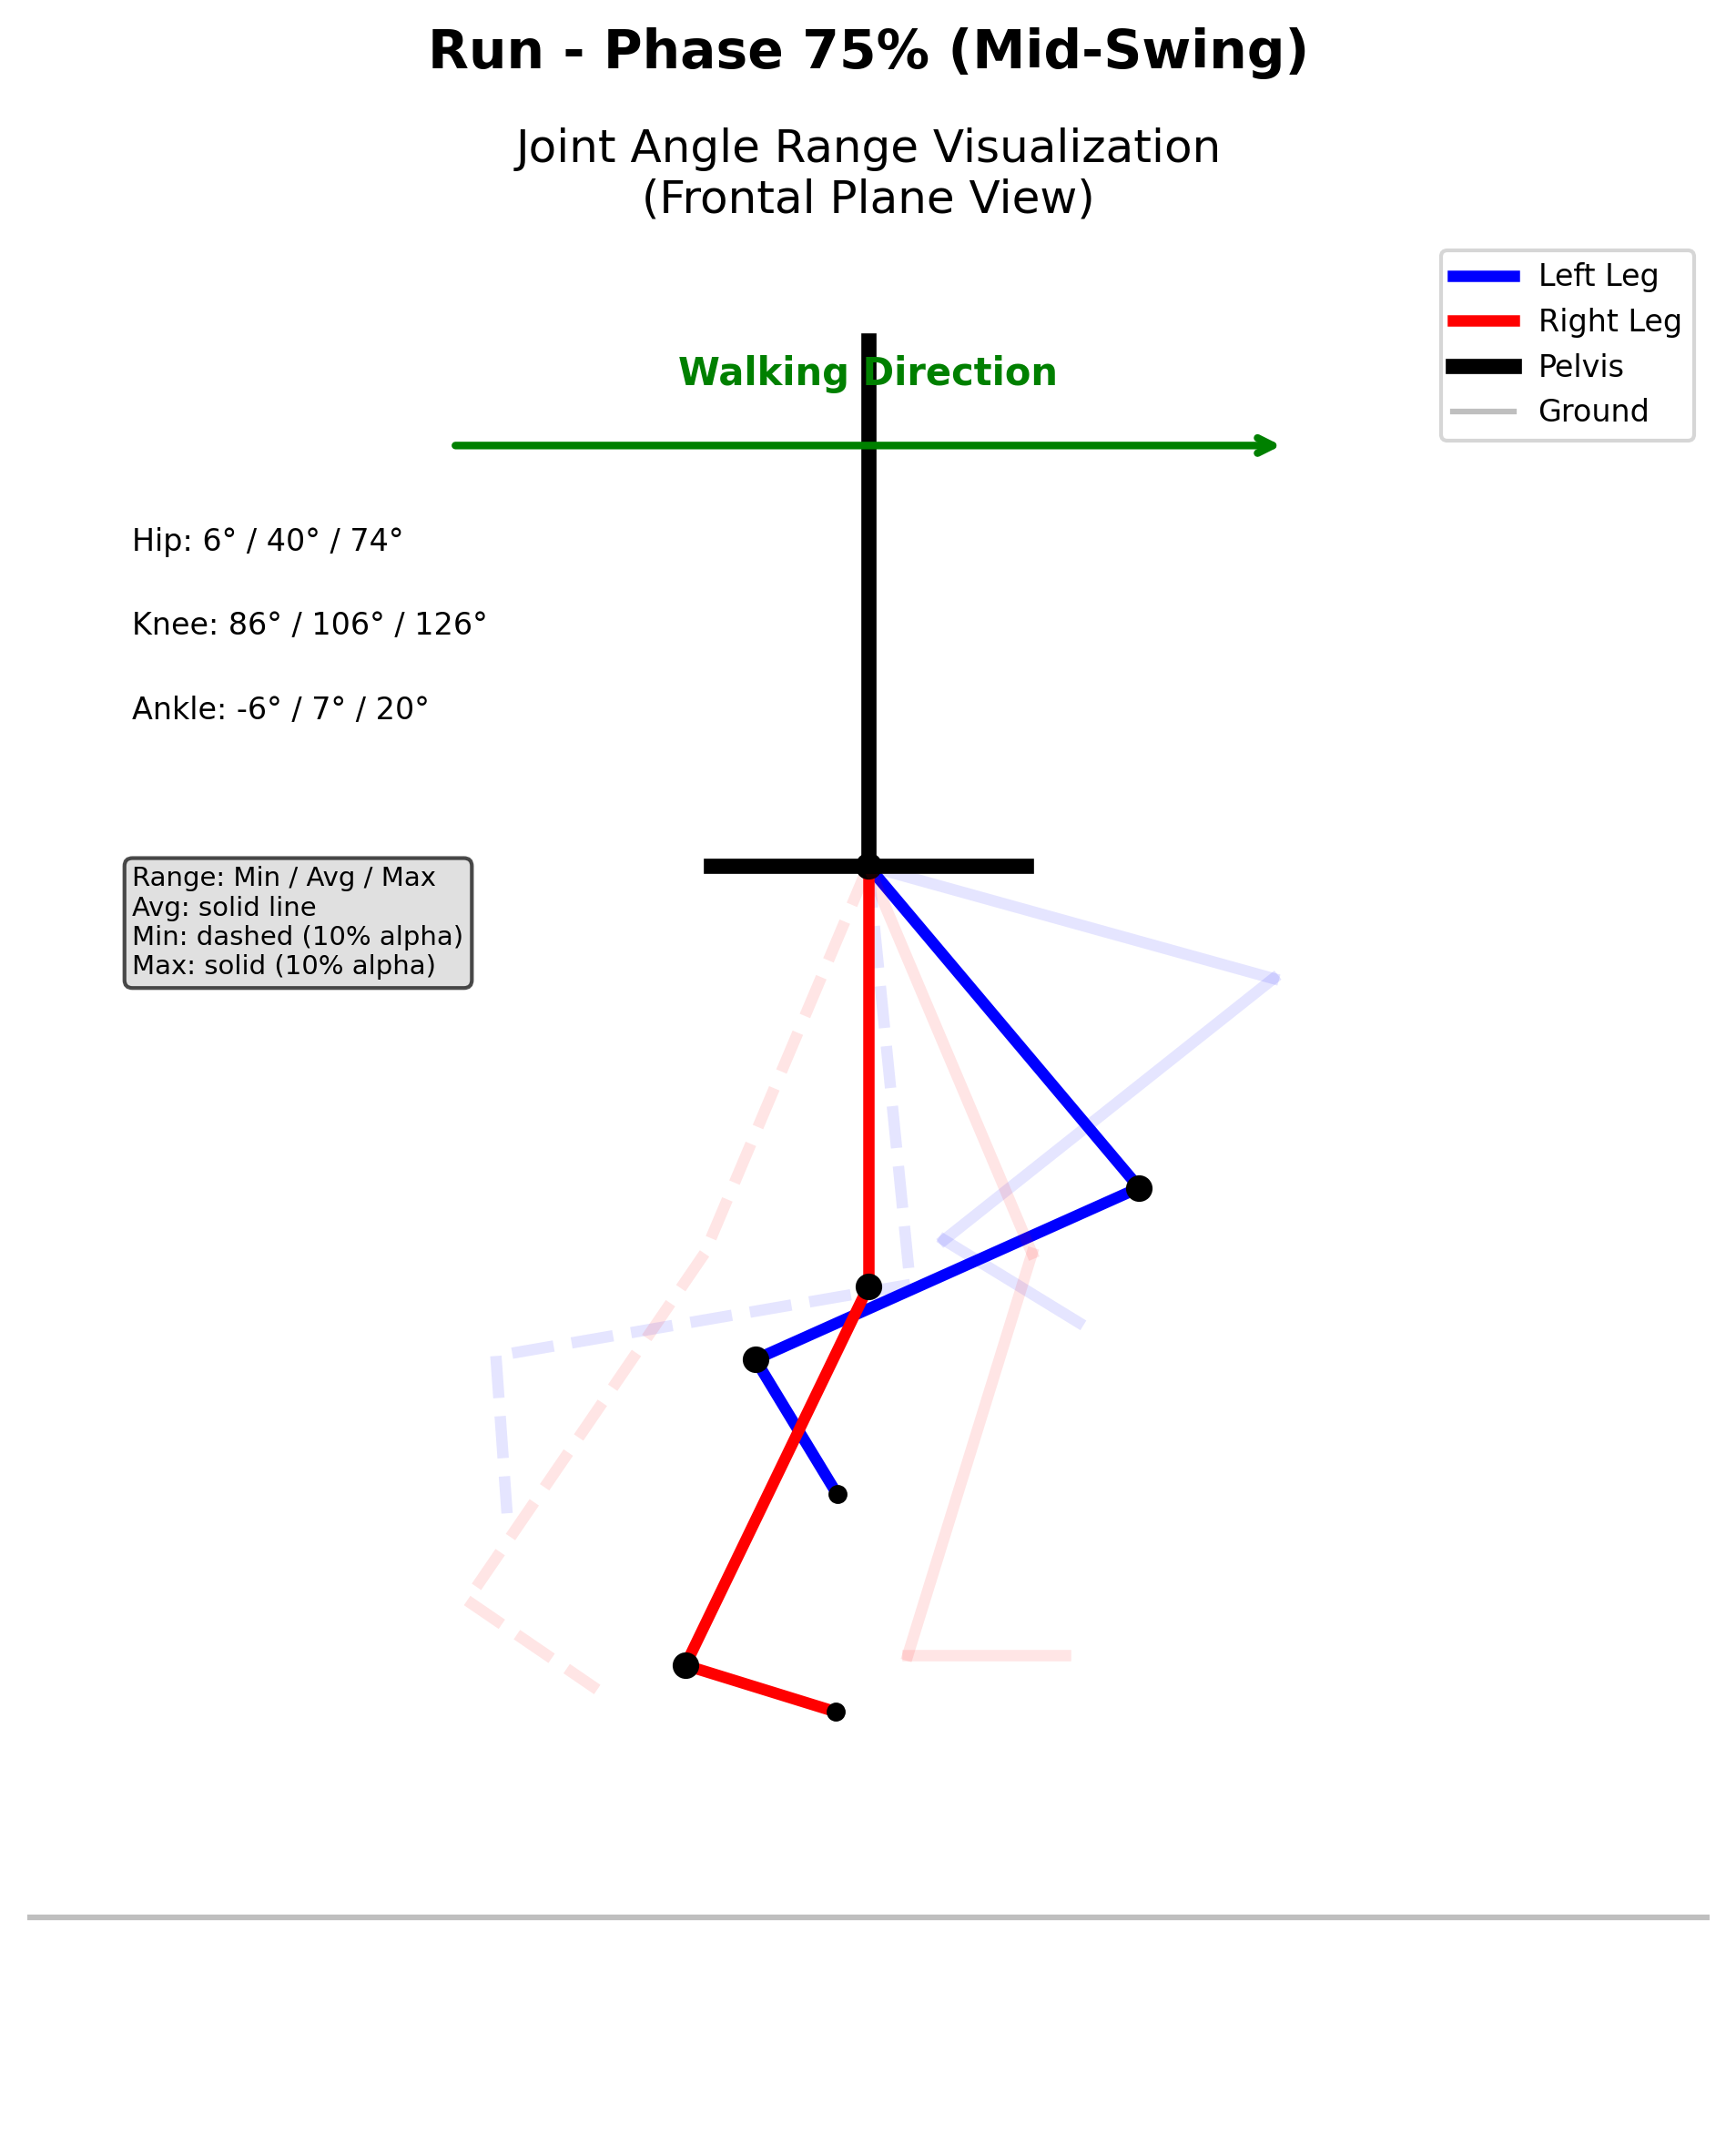 Run - Phase 75% (Mid-Swing)
Joint Angle Range Visualization
(Frontal Plane View)
Left Leg
Right Leg
Pelvis
Ground
Walking Direction
Hip: 6° / 40° / 74°
Knee: 86° / 106° / 126°
Ankle: -6° / 7° / 20°
Range: Min / Avg / Max
Avg: solid line
Min: dashed (10% alpha)
Max: solid (10% alpha)